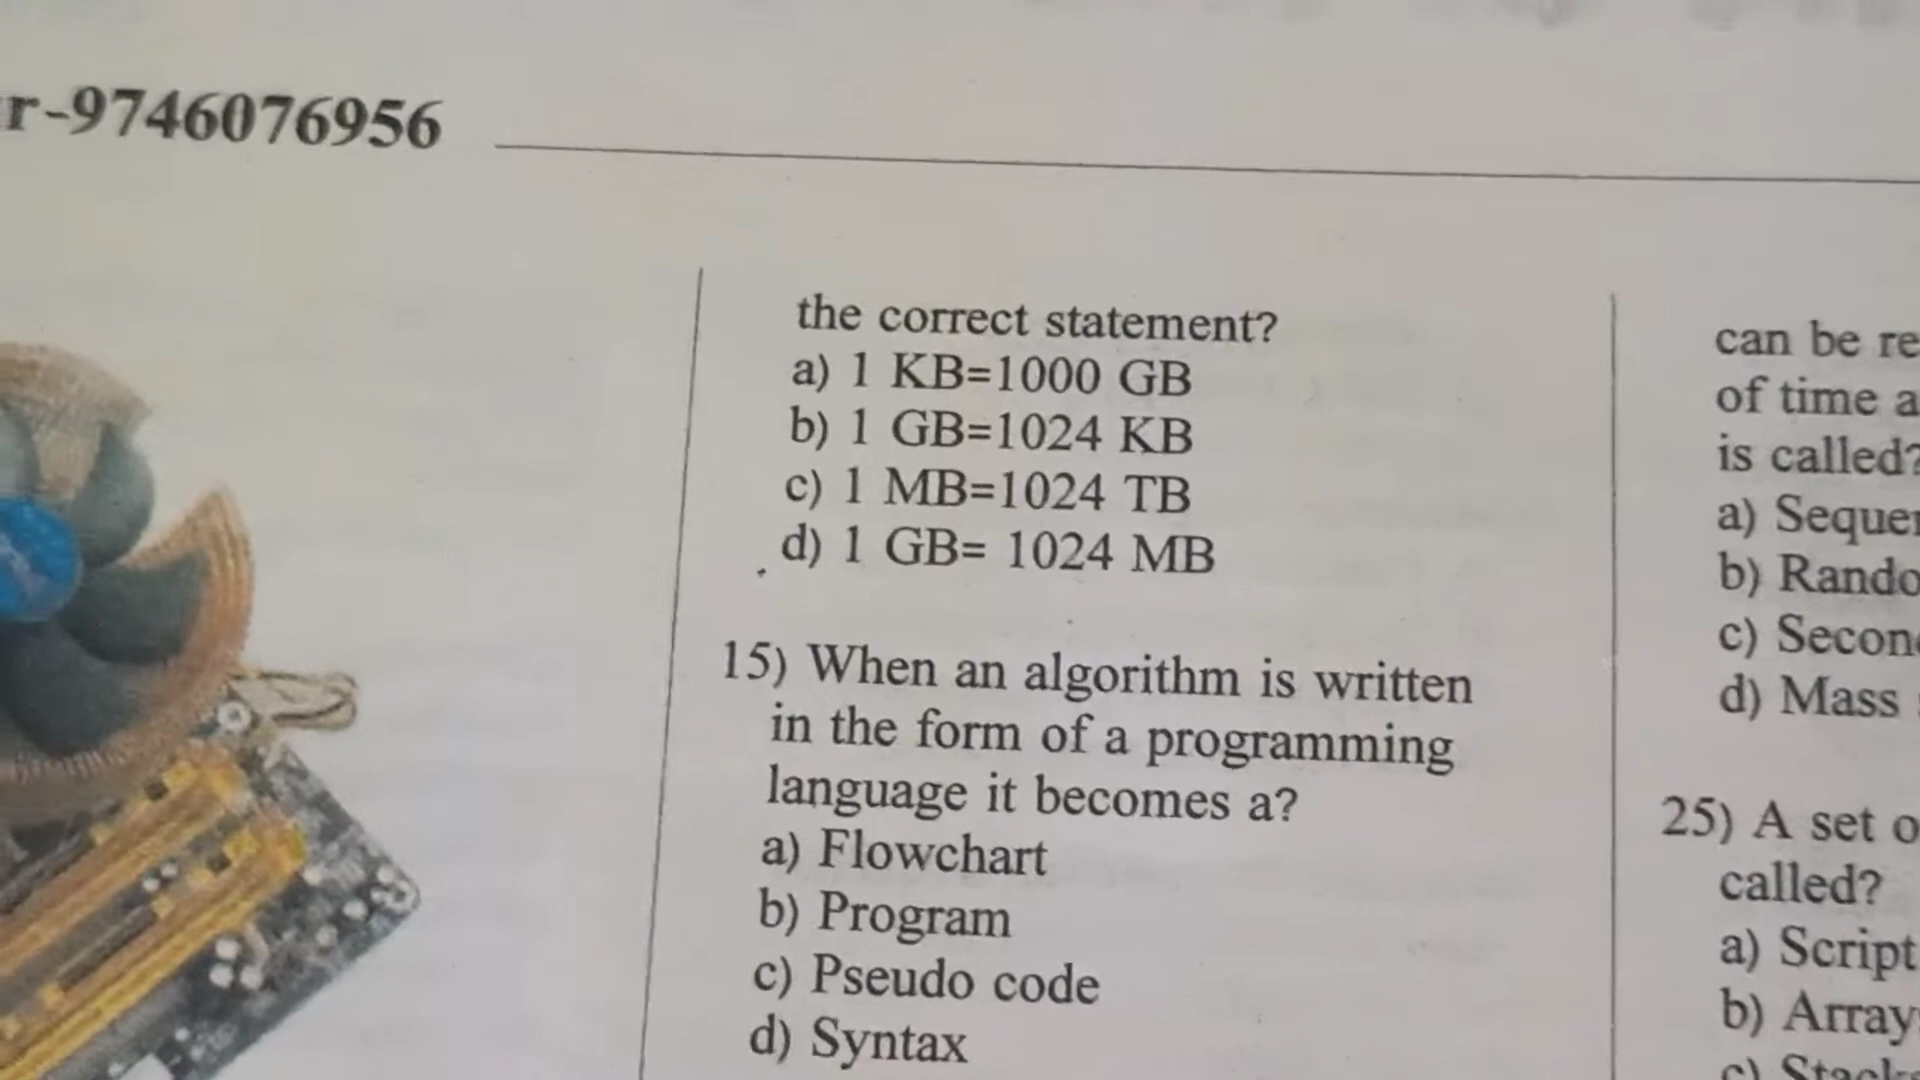 r-9746076956
the correct statement?
a) 1 KB=1000 GB
b) 1 GB=1024 KB
c) 1 MB=1024 TB
d) 1 GB= 1024 MB
15) When an algorithm is written
in the form of a programming
language it becomes a?
a) Flowchart
b) Program
c) Pseudo code
d) Syntax
can be re
of time a
is called?
a) Sequen
b) Rando
c) Secon
d) Mass
25) A set o
called?
a) Script
b) Array
c) Stack